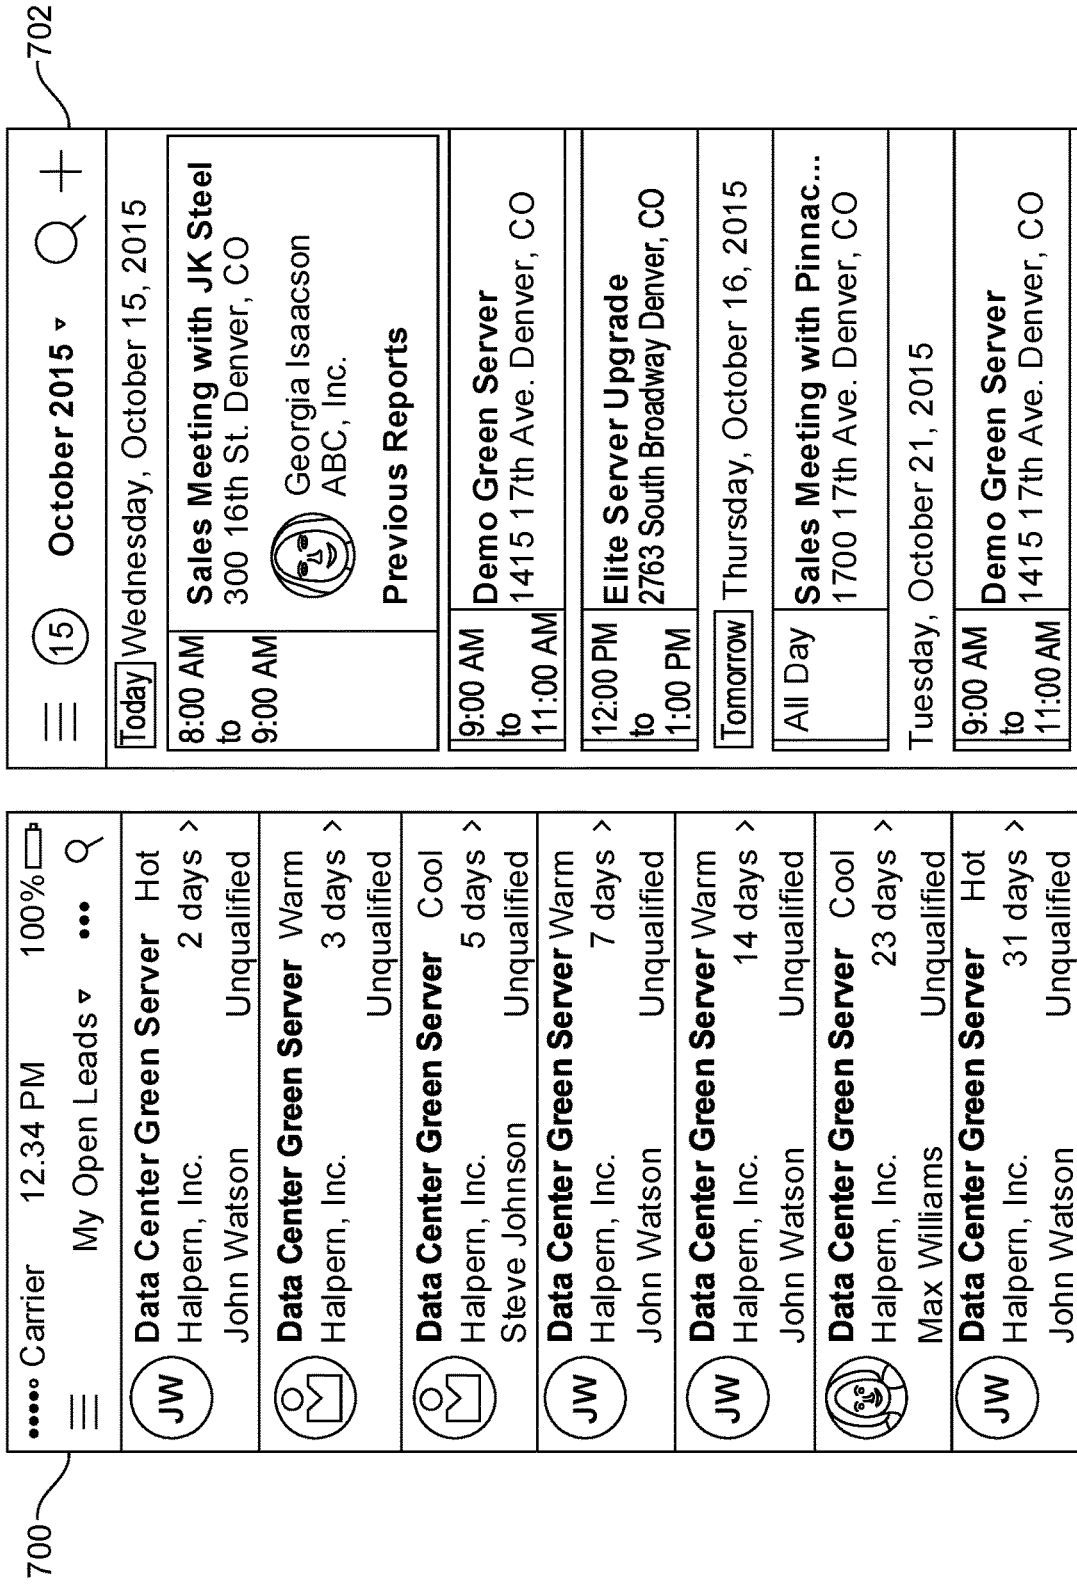 700
••••◦ Carrier 12.34 PM 100%
My Open Leads ▿ •••
JW Data Center Green Server Hot
Halpern, Inc. 2 days >
John Watson Unqualified
Data Center Green Server Warm
Halpern, Inc. 3 days >
Unqualified
Data Center Green Server Cool
Halpern, Inc. 5 days >
Steve Johnson Unqualified
JW Data Center Green Server Warm
Halpern, Inc. 7 days >
John Watson Unqualified
JW Data Center Green Server Warm
Halpern, Inc. 14 days >
John Watson Unqualified
Data Center Green Server Cool
Halpern, Inc. 23 days >
Max Williams Unqualified
JW Data Center Green Server Hot
Halpern, Inc. 31 days >
John Watson Unqualified
702
15 October 2015 ▿
Today Wednesday, October 15, 2015
8:00 AM Sales Meeting with JK Steel
to 300 16th St. Denver, CO
9:00 AM
Georgia Isaacson
ABC, Inc.
Previous Reports
9:00 AM Demo Green Server
to 1415 17th Ave. Denver, CO
11:00 AM
12:00 PM Elite Server Upgrade
to 2763 South Broadway Denver, CO
1:00 PM
Tomorrow Thursday, October 16, 2015
All Day Sales Meeting with Pinnac...
1700 17th Ave. Denver, CO
Tuesday, October 21, 2015
9:00 AM Demo Green Server
to 1415 17th Ave. Denver, CO
11:00 AM